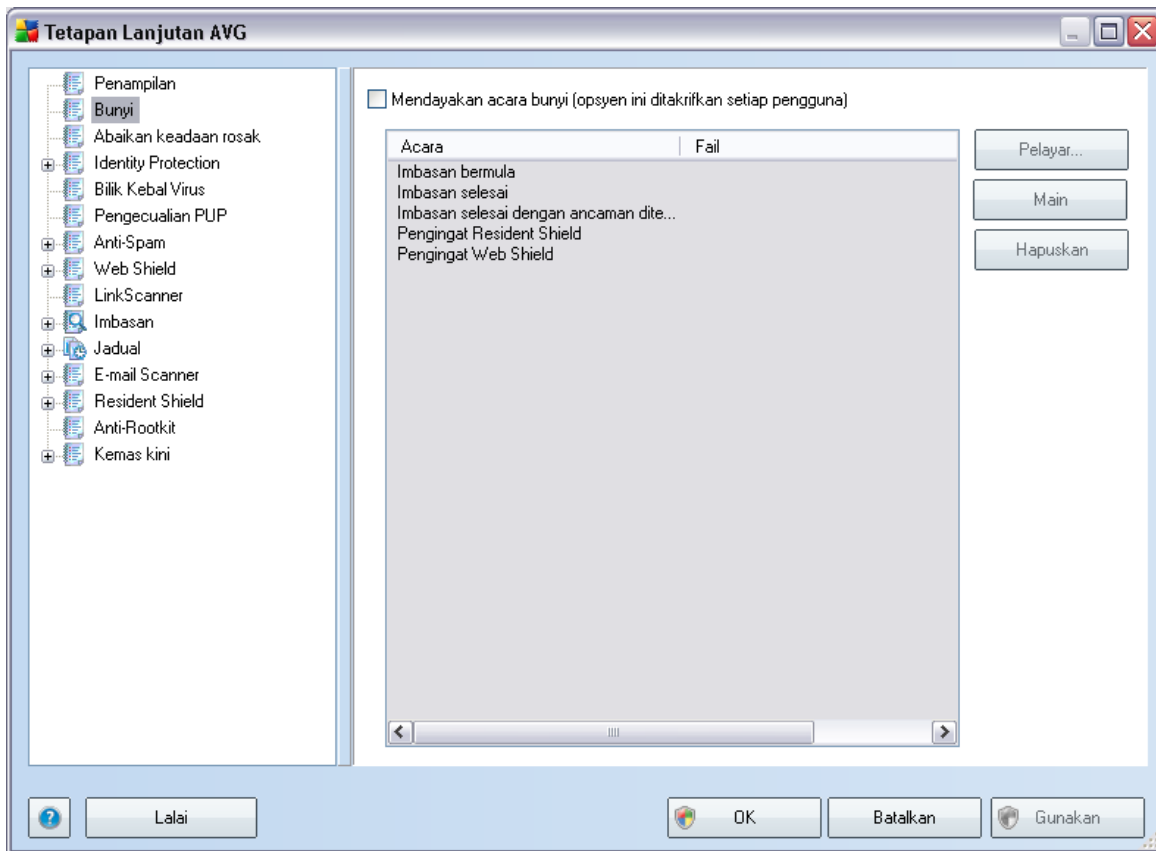 Tetapan Lanjutan AVG
Penampilan
Bunyi
Abaikan keadaan rosak
Identity Protection
Bilik Kebal Virus
Pengecualian PUP
Anti-Spam
Web Shield
LinkScanner
Imbasan
Jadual
E-mail Scanner
Resident Shield
Anti-Rootkit
Kemas kini
Mendayakan acara bunyi (opsyen ini ditakrifkan setiap pengguna)
Acara Fail
Imbasan bermula
Imbasan selesai
Imbasan selesai dengan ancaman dite...
Pengingat Resident Shield
Pengingat Web Shield
Pelayar...
Main
Hapuskan
Lalai
OK
Batalkan
Gunakan